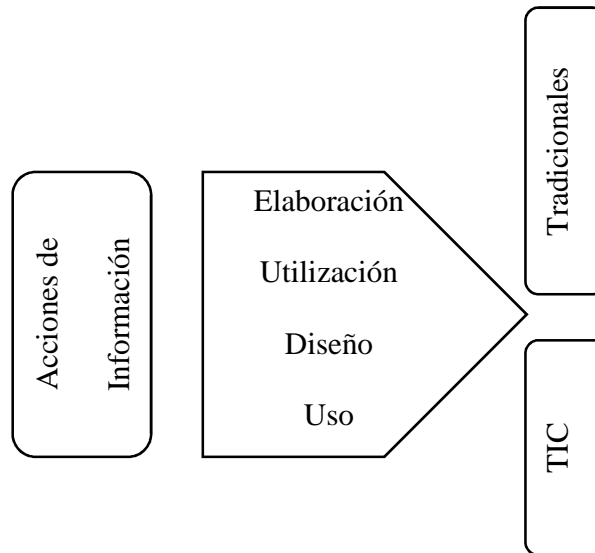 Acciones de
Información
Elaboración
Utilización
Diseño
Uso
Tradicionales
TIC